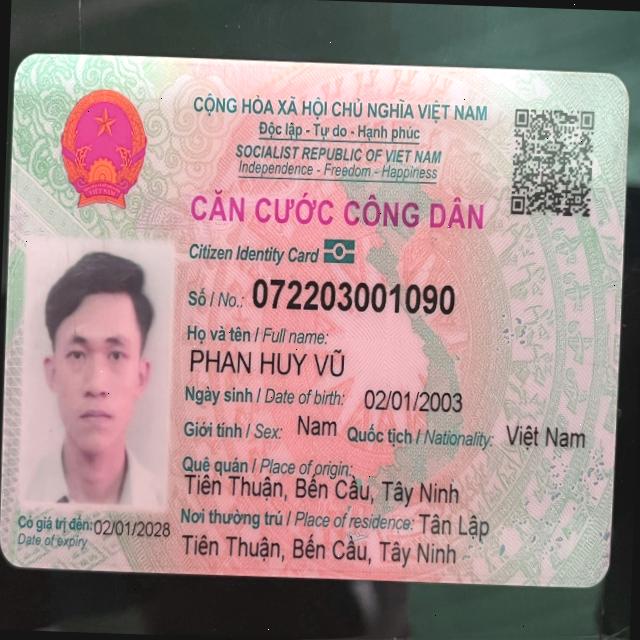 CỘNG HÒA XÃ HỘI CHỦ NGHĨA VIỆT NAM
Độc lập - Tự do - Hạnh phúc
SOCIALIST REPUBLIC OF VIET NAM
Independence - Freedom - Happiness
CĂN CƯỚC CÔNG DÂN
Citizen Identity Card
Số / No.: 072203001090
Họ và tên / Full name:
PHAN HUY VŨ
Ngày sinh / Date of birth: 02/01/2003
Giới tính / Sex: Nam Quốc tịch / Nationality: Việt Nam
Quê quán / Place of origin:
Tiên Thuận, Bến Cầu, Tây Ninh
Nơi thường trú / Place of residence: Tân Lập
Tiên Thuận, Bến Cầu, Tây Ninh
Có giá trị đến: 02/01/2028
Date of expiry